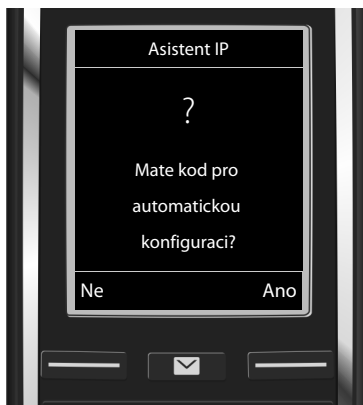 Asistent IP
?
Mate kod pro
automatickou
konfiguraci?
Ne Ano